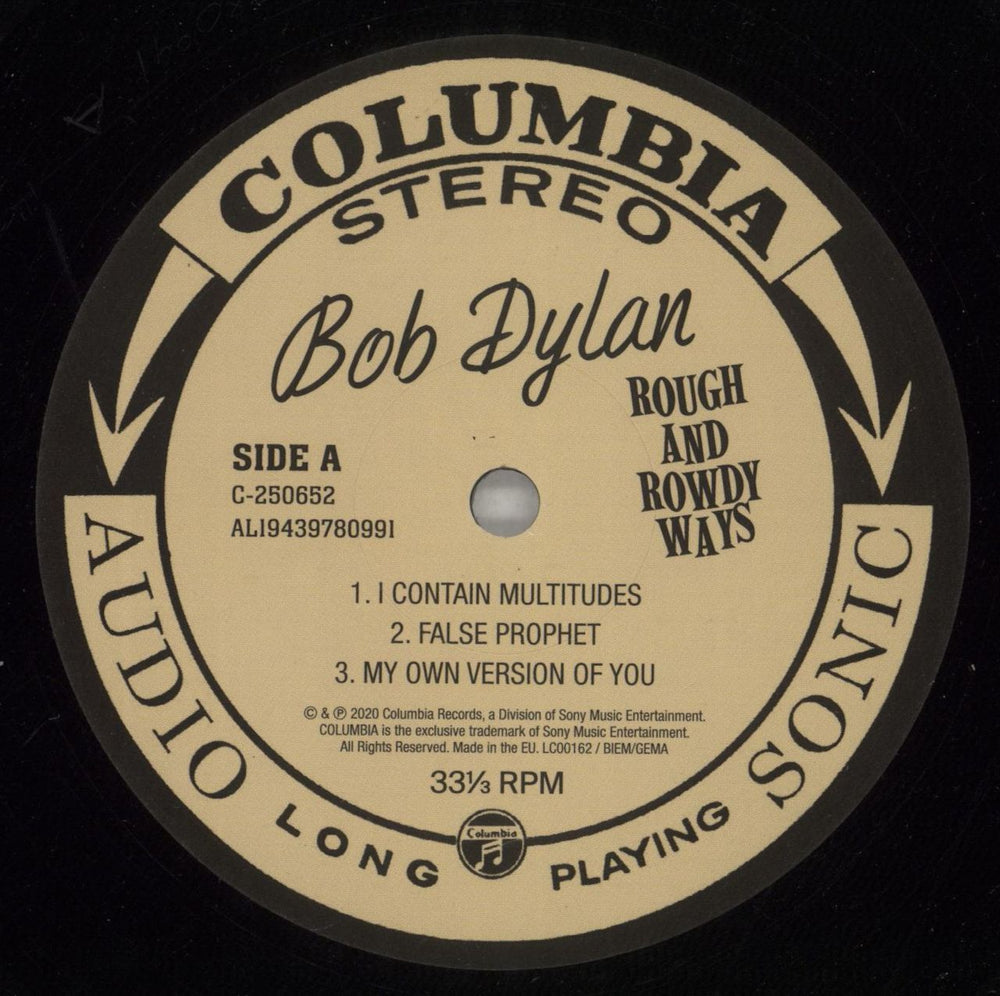 COLUMBIA
STEREO
Bob Dylan
ROUGH
AND
ROWDY
WAYS
SIDE A
C-250652
AL19439780991
1. I CONTAIN MULTITUDES
2. FALSE PROPHET
3. MY OWN VERSION OF YOU
© & ℗ 2020 Columbia Records, a Division of Sony Music Entertainment.
COLUMBIA is the exclusive trademark of Sony Music Entertainment.
All Rights Reserved. Made in the EU. LC00162 / BIEM/GEMA
33⅓ RPM
Columbia
AUDIO
LONG
PLAYING
SONIC